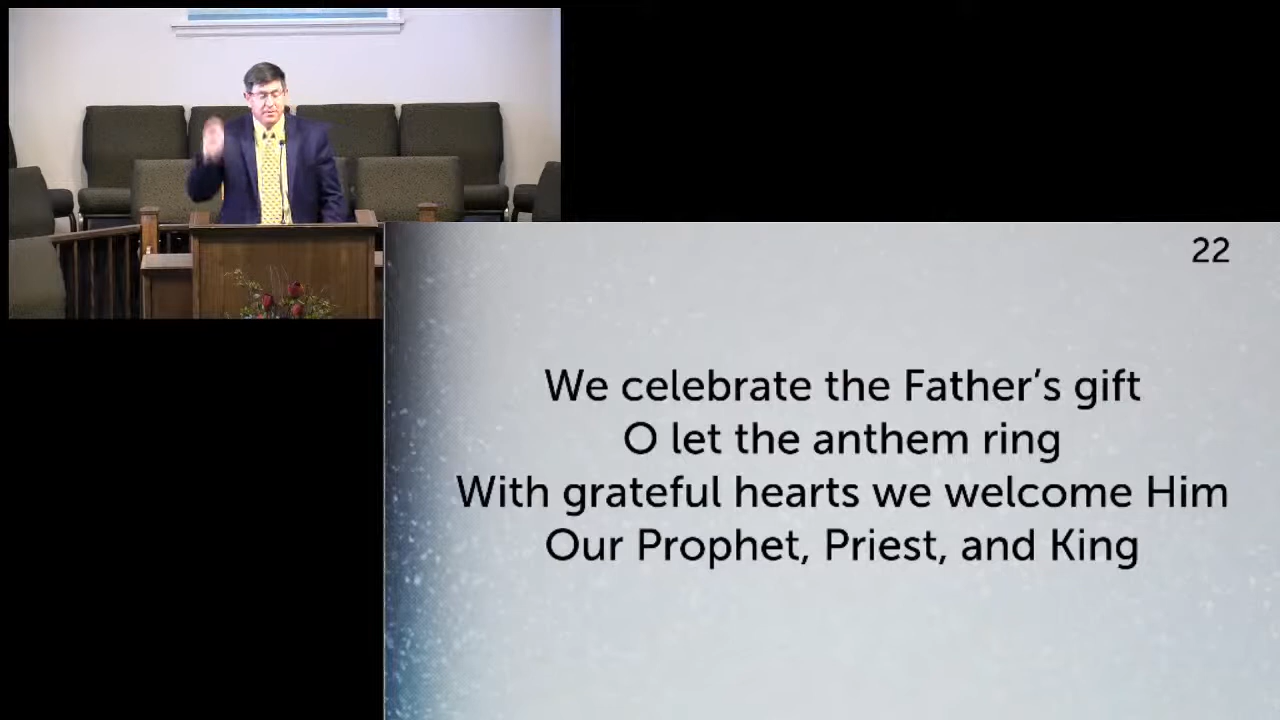 22
We celebrate the Father’s gift
O let the anthem ring
With grateful hearts we welcome Him
Our Prophet, Priest, and King